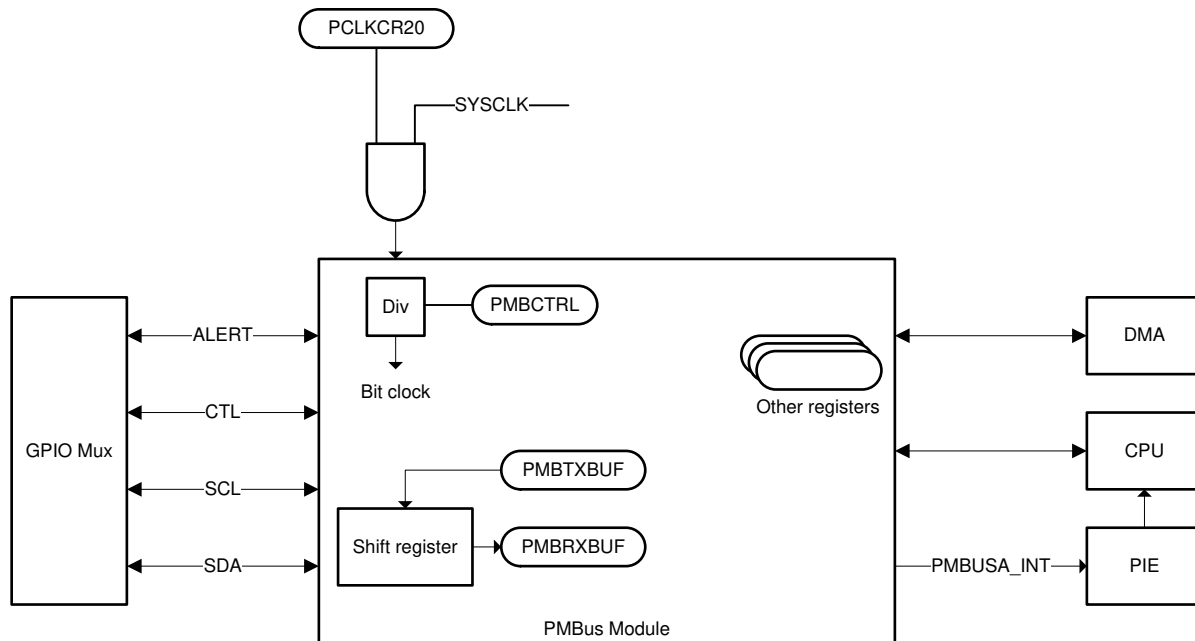 PCLKCR20
SYSCLK
Div
PMBCTRL
ALERT
DMA
Bit clock
Other registers
CTL
GPIO Mux
CPU
PMBTXBUF
SCL
Shift register
PMBRXBUF
SDA
PMBUSA_INT
PIE
PMBus Module